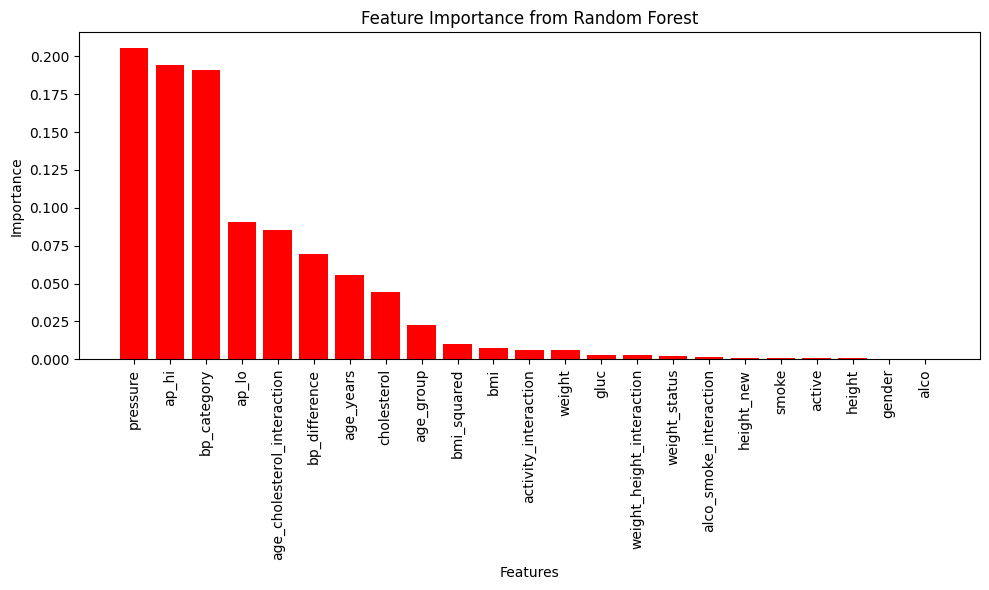 Feature Importance from Random Forest
Importance
0.200
0.175
0.150
0.125
0.100
0.075
0.050
0.025
0.000
pressure
ap_hi
bp_category
ap_lo
age_cholesterol_interaction
bp_difference
age_years
cholesterol
age_group
bmi_squared
bmi
activity_interaction
weight
gluc
weight_height_interaction
weight_status
alco_smoke_interaction
height_new
smoke
active
height
gender
alco
Features